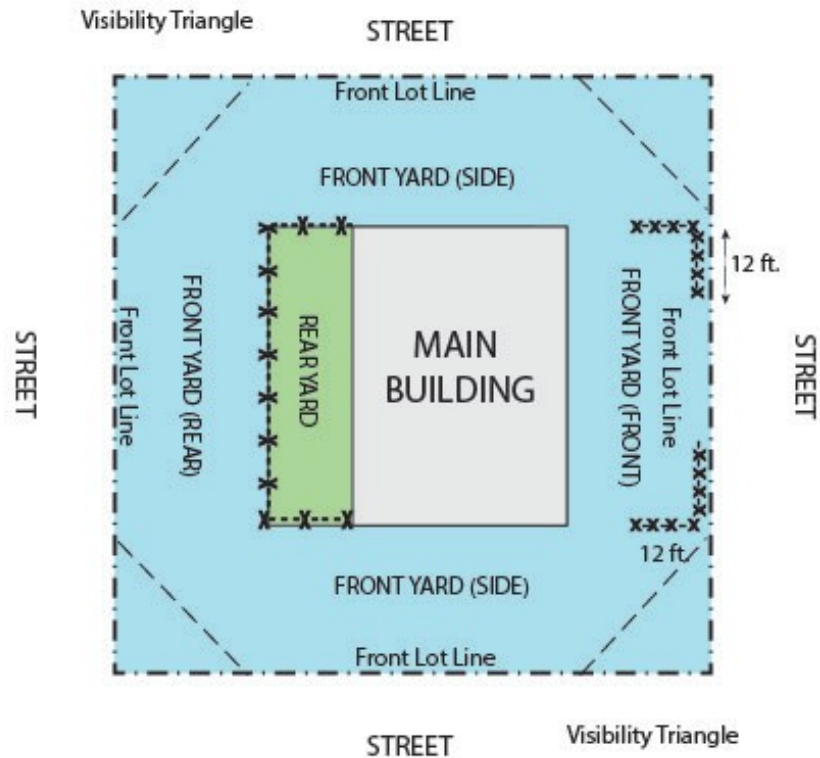 Visibility Triangle
STREET
Front Lot Line
FRONT YARD (SIDE)
12 ft.
STREET
Front Lot Line
FRONT YARD (REAR)
REAR YARD
MAIN
BUILDING
FRONT YARD (FRONT)
Front Lot Line
STREET
12 ft.
FRONT YARD (SIDE)
Front Lot Line
STREET
Visibility Triangle